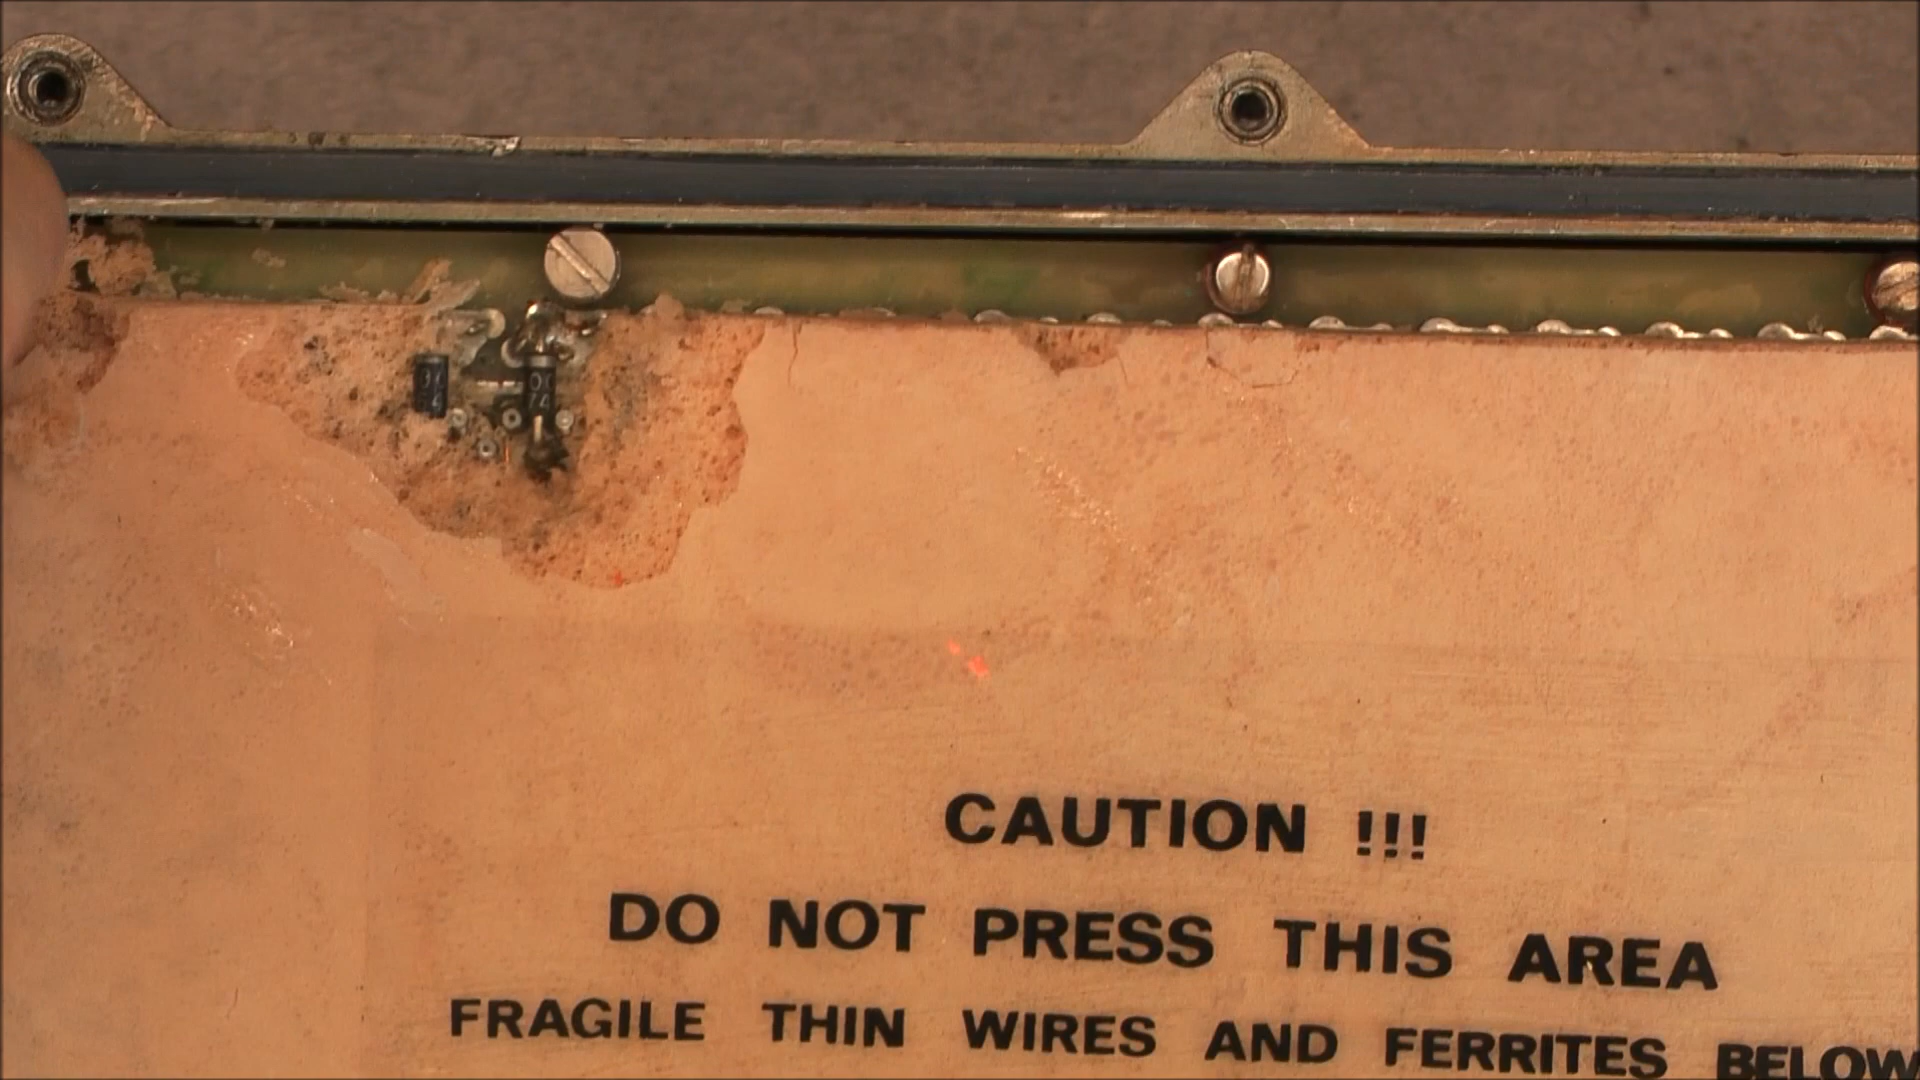 CAUTION !!!
DO NOT PRESS THIS AREA
FRAGILE THIN WIRES AND FERRITES BELOW